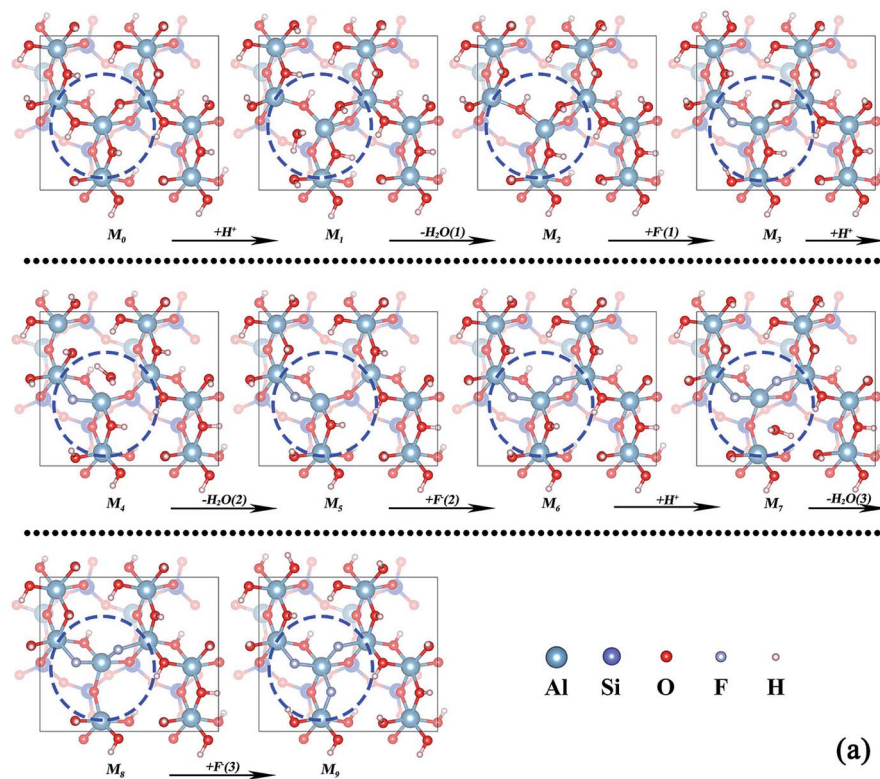 M₀ +H⁺ M₁ -H₂O(1) M₂ +F⁻(1) M₃ +H⁺
M₄ -H₂O(2) M₅ +F⁻(2) M₆ +H⁺ M₇ -H₂O(3)
Al Si O F H
(a)
M₈ +F⁻(3) M₉